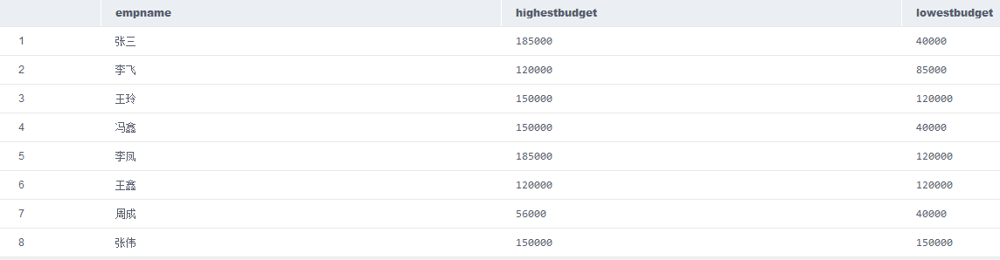 empname highestbudget lowestbudget
1 张三 185000 40000
2 李飞 120000 85000
3 王玲 150000 120000
4 冯鑫 150000 40000
5 李凤 185000 120000
6 王鑫 120000 120000
7 周成 56000 40000
8 张伟 150000 150000